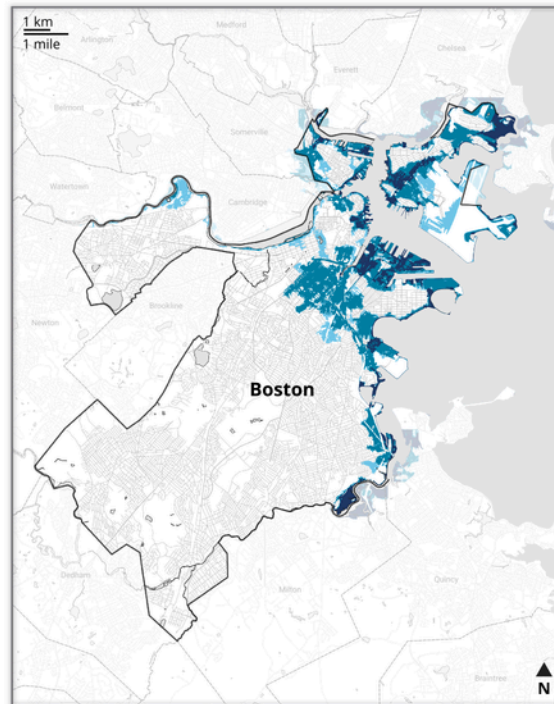 1 km
1 mile
Medford
Arlington
Chelsea
Everett
Belmont
Somerville
Watertown
Cambridge
Brookline
Newton
Boston
Dedham
Milton
Quincy
Braintree
N